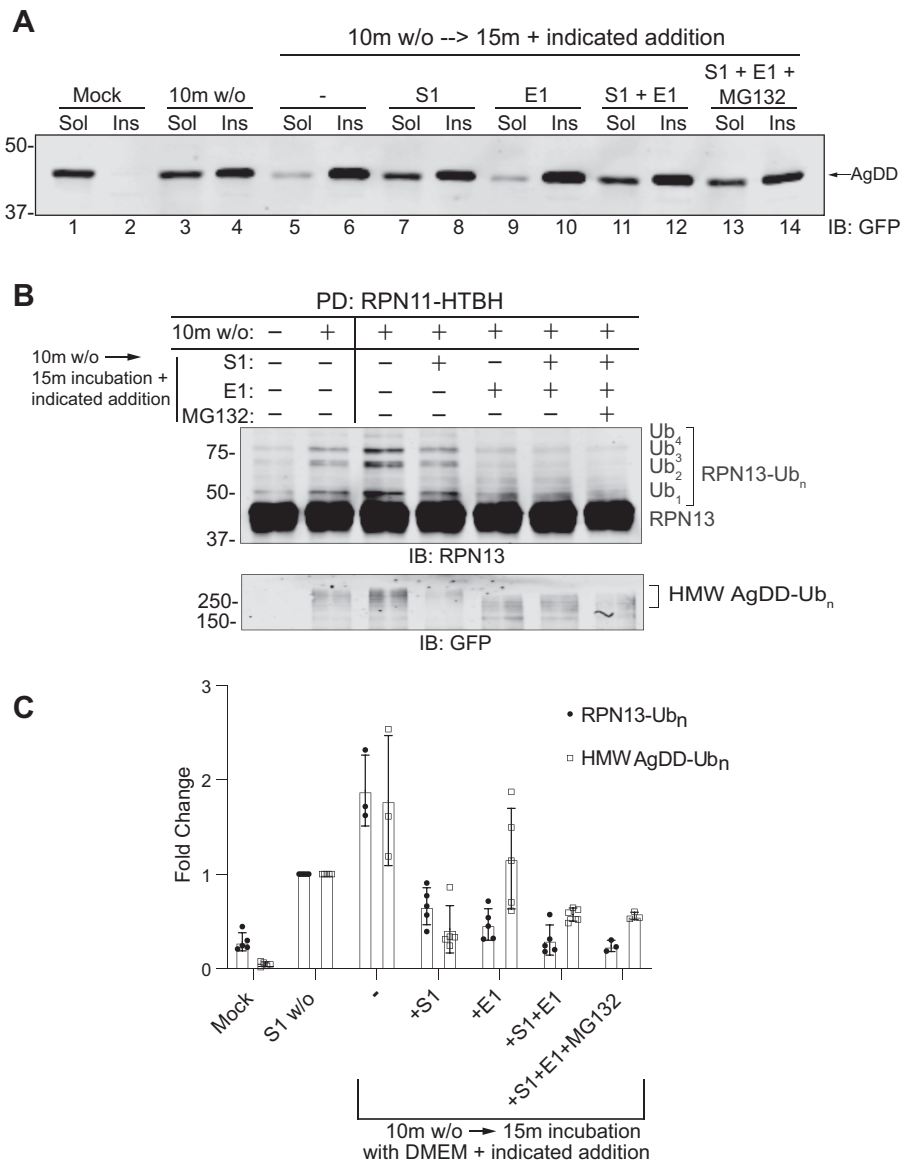 A
10m w/o --> 15m + indicated addition
Mock 10m w/o - S1 E1 S1 + E1 S1 + E1 + MG132
Sol Ins Sol Ins Sol Ins Sol Ins Sol Ins Sol Ins Sol Ins
50-
←AgDD
37-
1 2 3 4 5 6 7 8 9 10 11 12 13 14 IB: GFP
B
PD: RPN11-HTBH
10m w/o: − + + + + + +
10m w/o → 15m incubation + indicated addition
S1: − − − + − + +
E1: − − − − + + +
MG132: − − − − − − +
75-
50-
37-
Ub4
Ub3
Ub2
Ub1
RPN13-Ubn
RPN13
IB: RPN13
250-
150-
HMW AgDD-Ubn
IB: GFP
C
Fold Change
3
2
1
0
RPN13-Ubn
HMW AgDD-Ubn
Mock
S1 w/o
-
+S1
+E1
+S1+E1
+S1+E1+MG132
10m w/o → 15m incubation
with DMEM + indicated addition